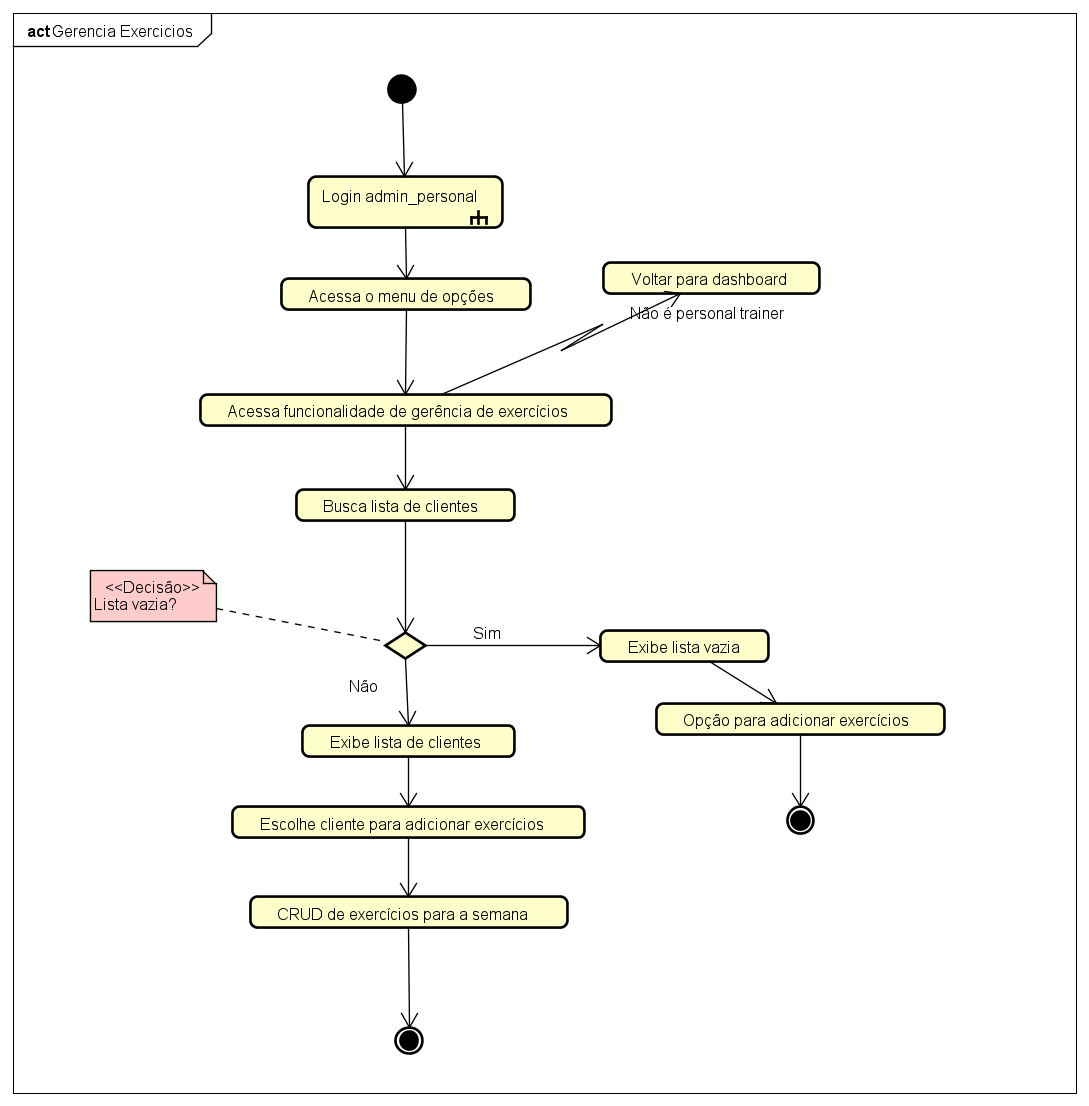 act Gerencia Exercicios
Login admin_personal
Voltar para dashboard
Acessa o menu de opções
Não é personal trainer
Acessa funcionalidade de gerência de exercícios
Busca lista de clientes
<<Decisão>>
Lista vazia?
Sim
Exibe lista vazia
Não
Opção para adicionar exercícios
Exibe lista de clientes
Escolhe cliente para adicionar exercícios
CRUD de exercícios para a semana